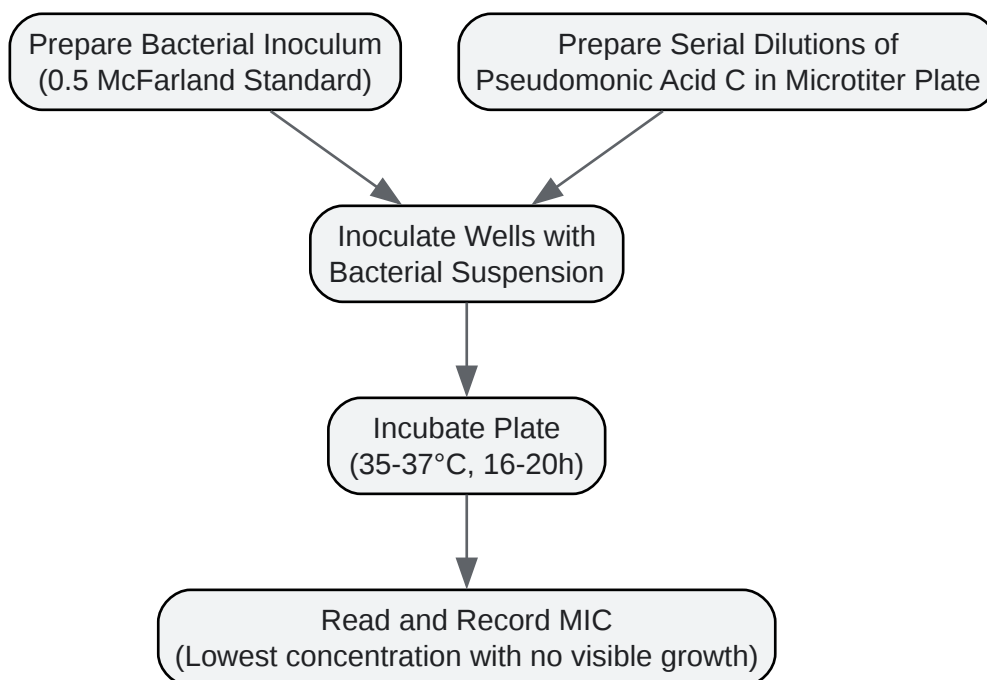 Prepare Bacterial Inoculum
(0.5 McFarland Standard)
Prepare Serial Dilutions of
Pseudomonic Acid C in Microtiter Plate
Inoculate Wells with
Bacterial Suspension
Incubate Plate
(35-37°C, 16-20h)
Read and Record MIC
(Lowest concentration with no visible growth)